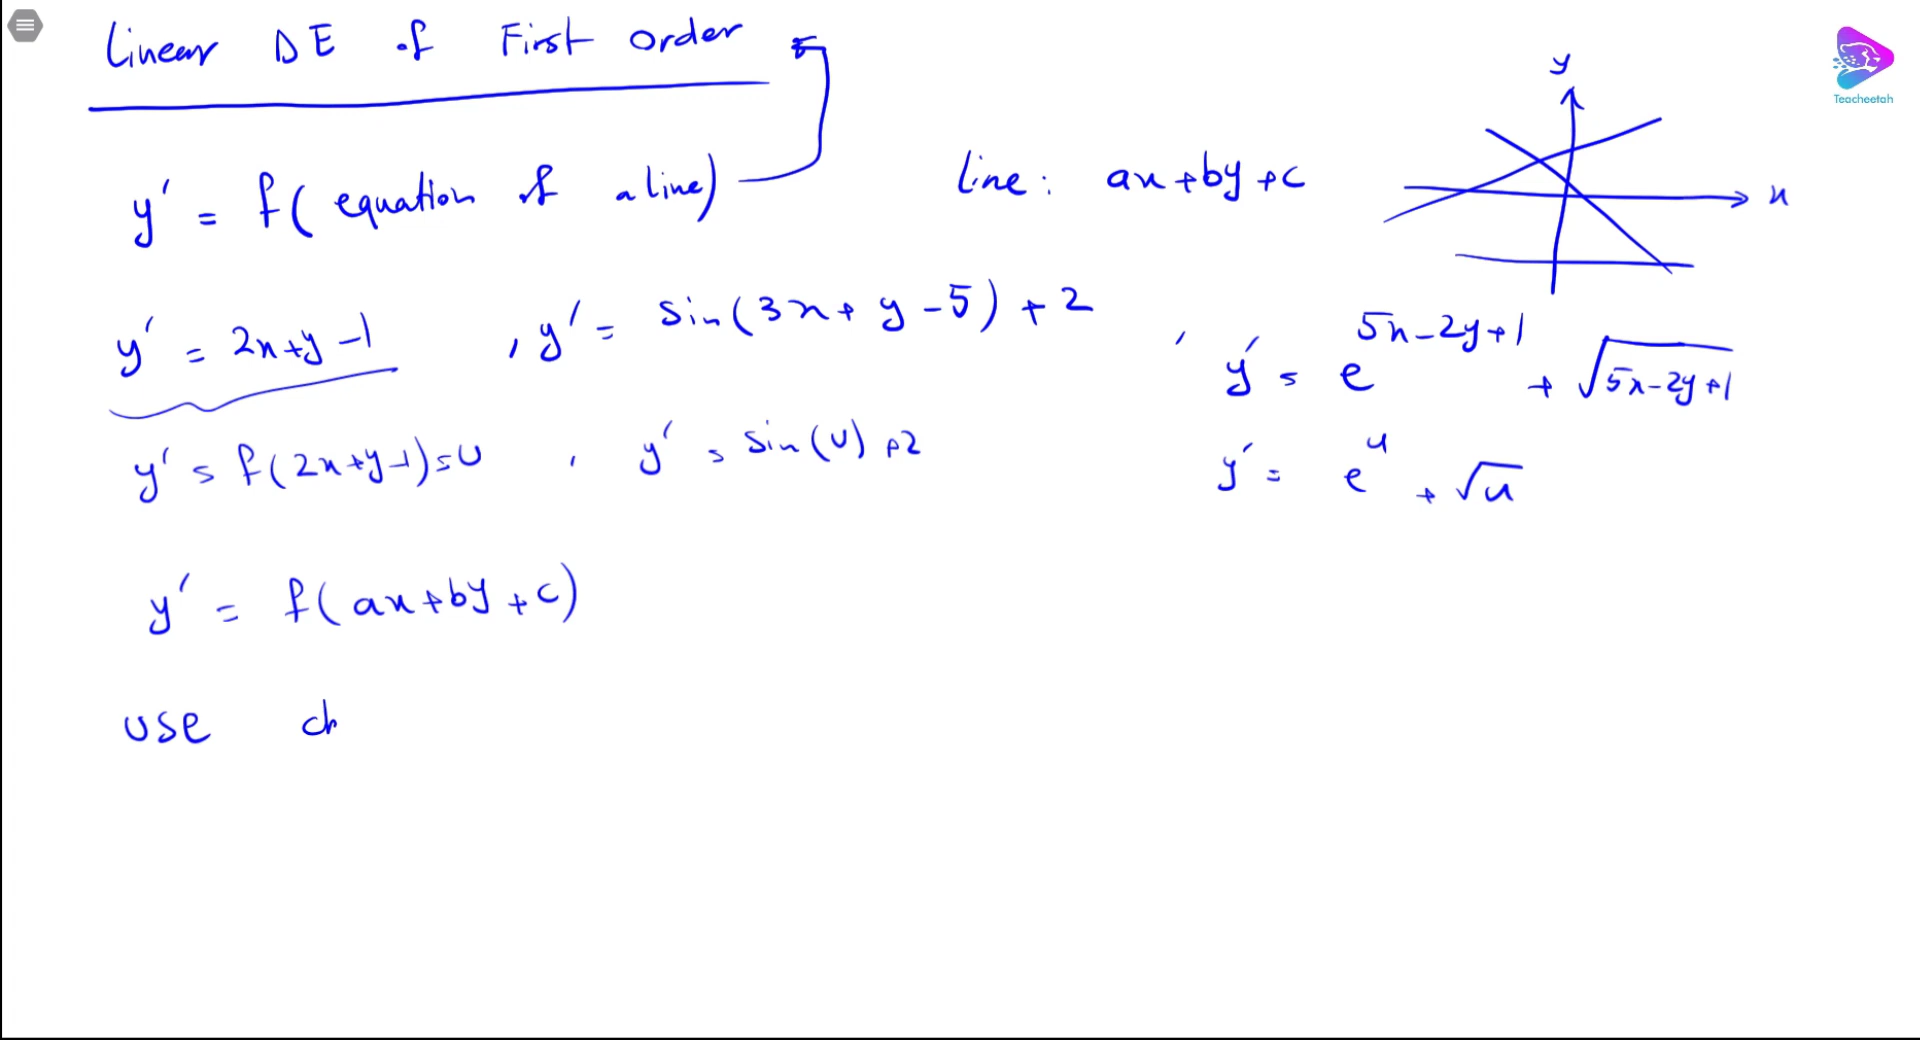 Linear DE of First Order
y
Teacheetah
y' = f( equation of a line)
line: ax+by+c
x
y' = 2x+y-1 , y' = sin(3x+y-5)+2 , y' = e^{5x-2y+1} + √(5x-2y+1)
y' = f(2x+y-1)=u , y' = sin(u)+2
y' = e^u + √u
y' = f(ax+by+c)
use ch